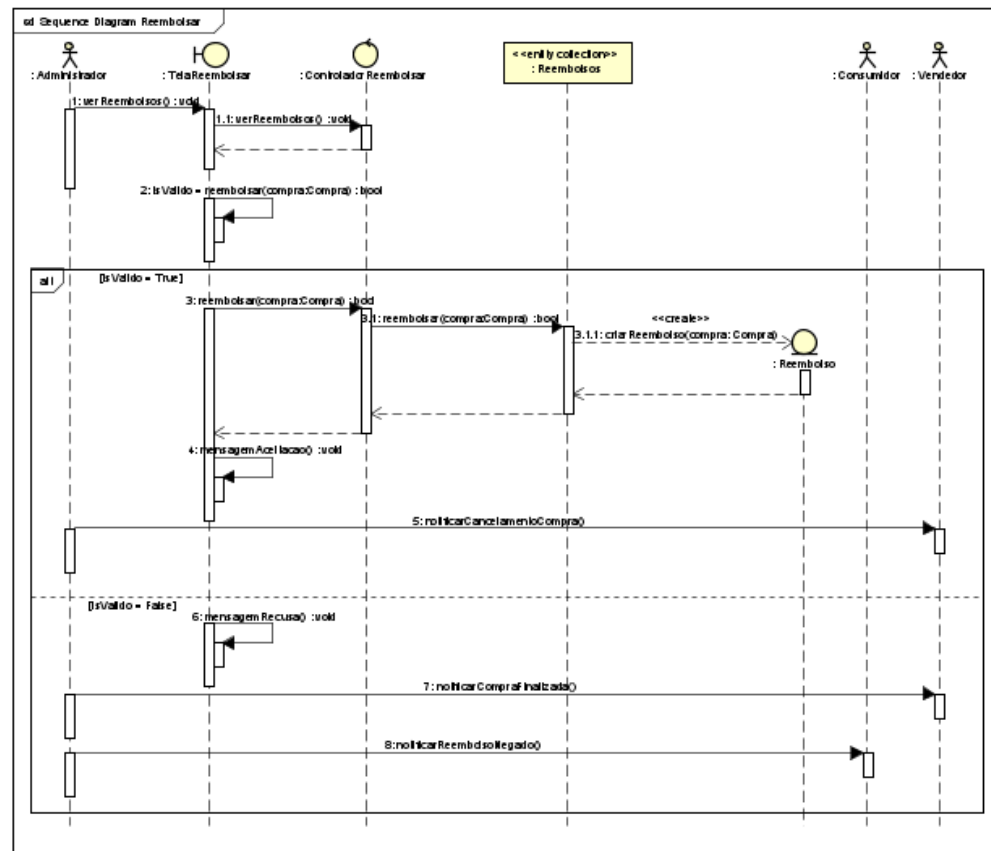 sd Sequence Diagram Reembolsar
: Administrador
: TelaReembolsar
: Controlador Reembolsar
<<entity collection>>
: Reembolsos
: Consumidor
: Vendedor
1: verReembolsos() : void
1.1: verReembolsos() : void
2: isValido = reembolsar(compra:Compra) : bool
alt
[isValido = True]
3: reembolsar(compra:Compra) : bool
3.1: reembolsar(compra:Compra) : bool
<<create>>
3.1.1: criarReembolso(compra: Compra)
: Reembolso
4: mensagemAceitacao() : void
5: notificarCancelamentoCompra()
[isValido = False]
6: mensagemRecusa() : void
7: notificarCompraFinalizada()
8: notificarReembolsoNegado()